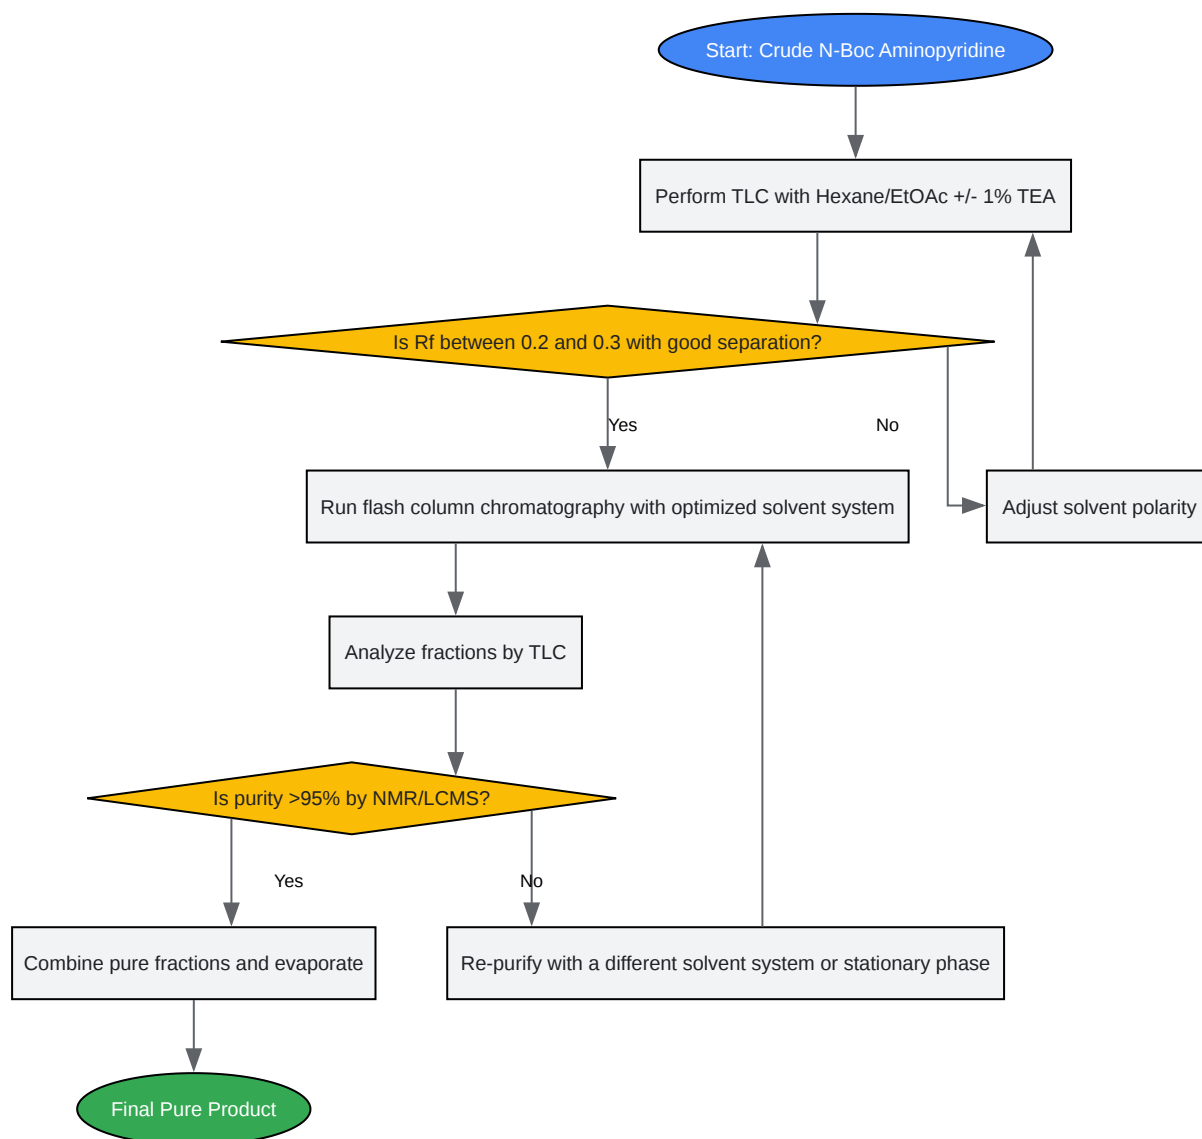 Start: Crude N-Boc Aminopyridine
Perform TLC with Hexane/EtOAc +/- 1% TEA
Is Rf between 0.2 and 0.3 with good separation?
Yes
No
Run flash column chromatography with optimized solvent system
Adjust solvent polarity
Analyze fractions by TLC
Is purity >95% by NMR/LCMS?
Yes
No
Combine pure fractions and evaporate
Re-purify with a different solvent system or stationary phase
Final Pure Product